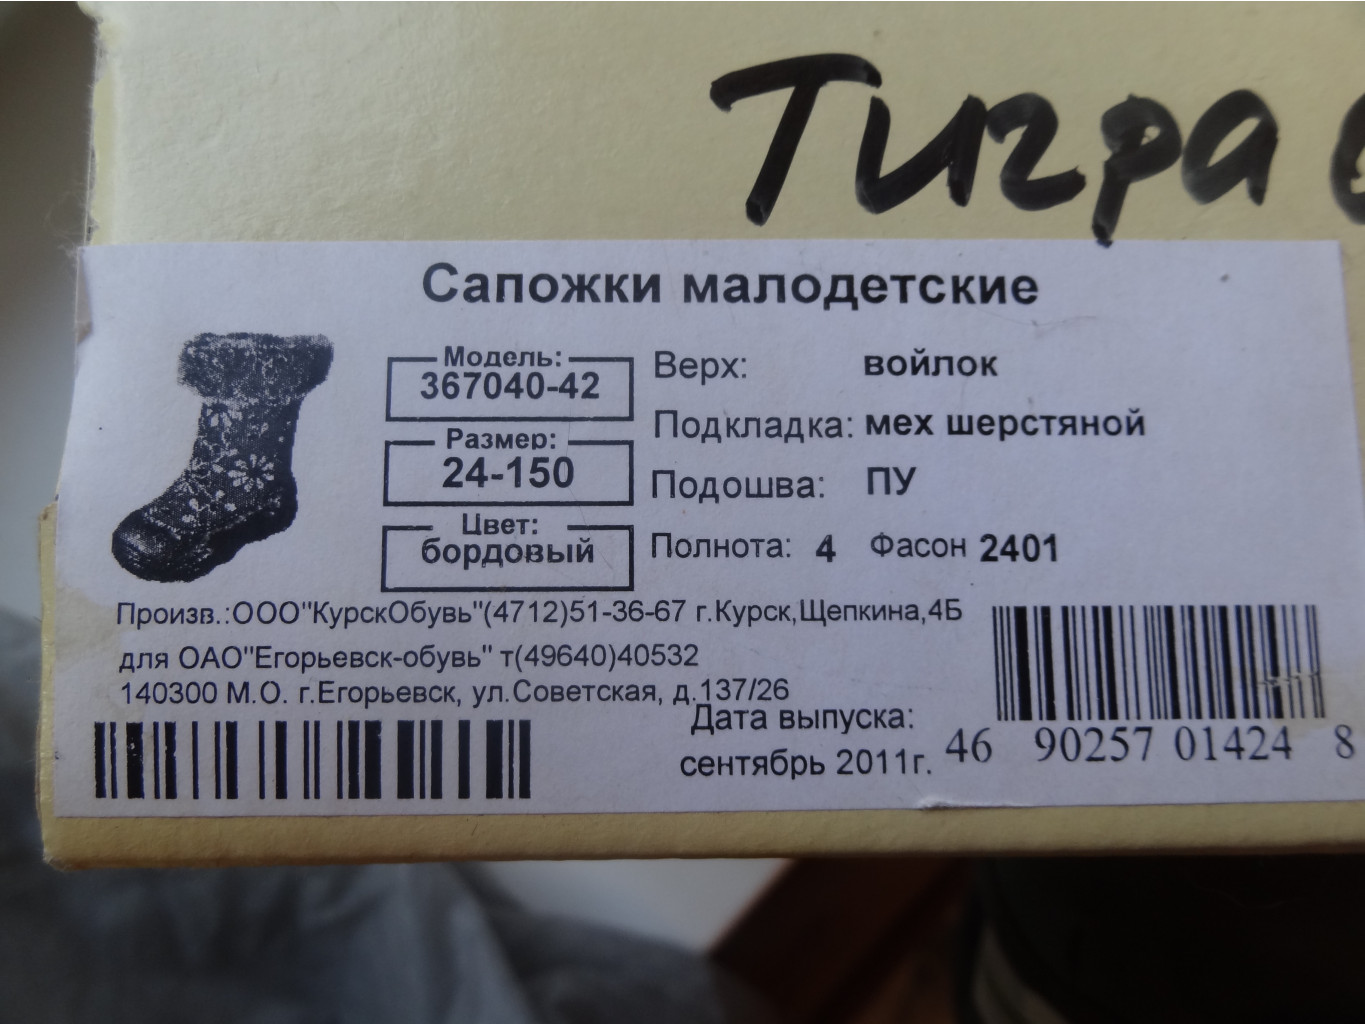 Тигра
Сапожки малодетские
Модель:
367040-42
Размер:
24-150
Цвет:
бордовый
Верх: войлок
Подкладка: мех шерстяной
Подошва: ПУ
Полнота: 4 Фасон 2401
Произв.:ООО"КурскОбувь"(4712)51-36-67 г.Курск,Щепкина,4Б
для ОАО"Егорьевск-обувь" т(49640)40532
140300 М.О. г.Егорьевск, ул.Советская, д.137/26
Дата выпуска:
сентябрь 2011г.
46 90257 01424 8